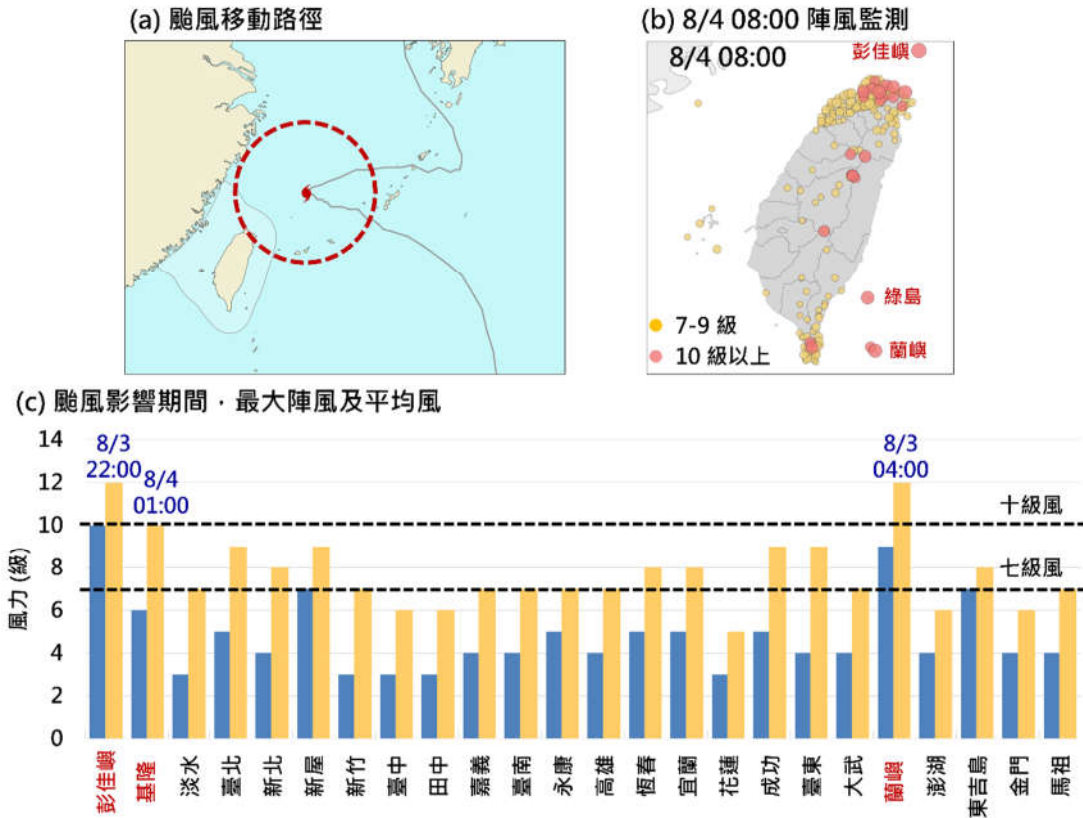 (a) 颱風移動路徑
(b) 8/4 08:00 陣風監測
8/4 08:00
彭佳嶼
綠島
蘭嶼
7-9 級
10 級以上
(c) 颱風影響期間，最大陣風及平均風
風力 (級)
14
12
10
8
6
4
2
0
8/3
22:00
8/4
01:00
8/3
04:00
十級風
七級風
彭佳嶼
基隆
淡水
臺北
新北
新屋
新竹
臺中
田中
嘉義
臺南
永康
高雄
恆春
宜蘭
花蓮
成功
臺東
大武
蘭嶼
澎湖
東吉島
金門
馬祖